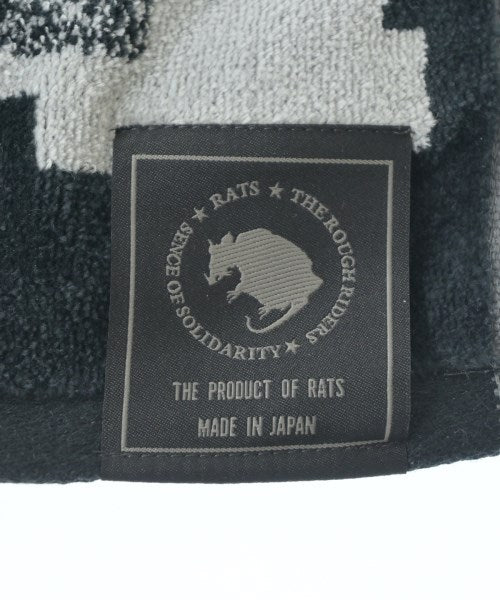 ★ RATS ★ THE ROUGH RIDERS ★ SENCE OF SOLIDARITY
THE PRODUCT OF RATS
MADE IN JAPAN